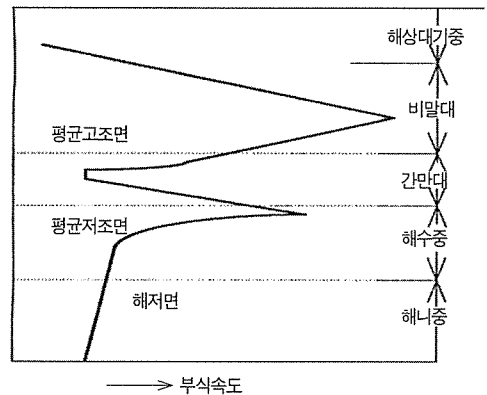 해상대기중
비말대
평균고조면
간만대
평균저조면
해수중
해저면
해니중
부식속도